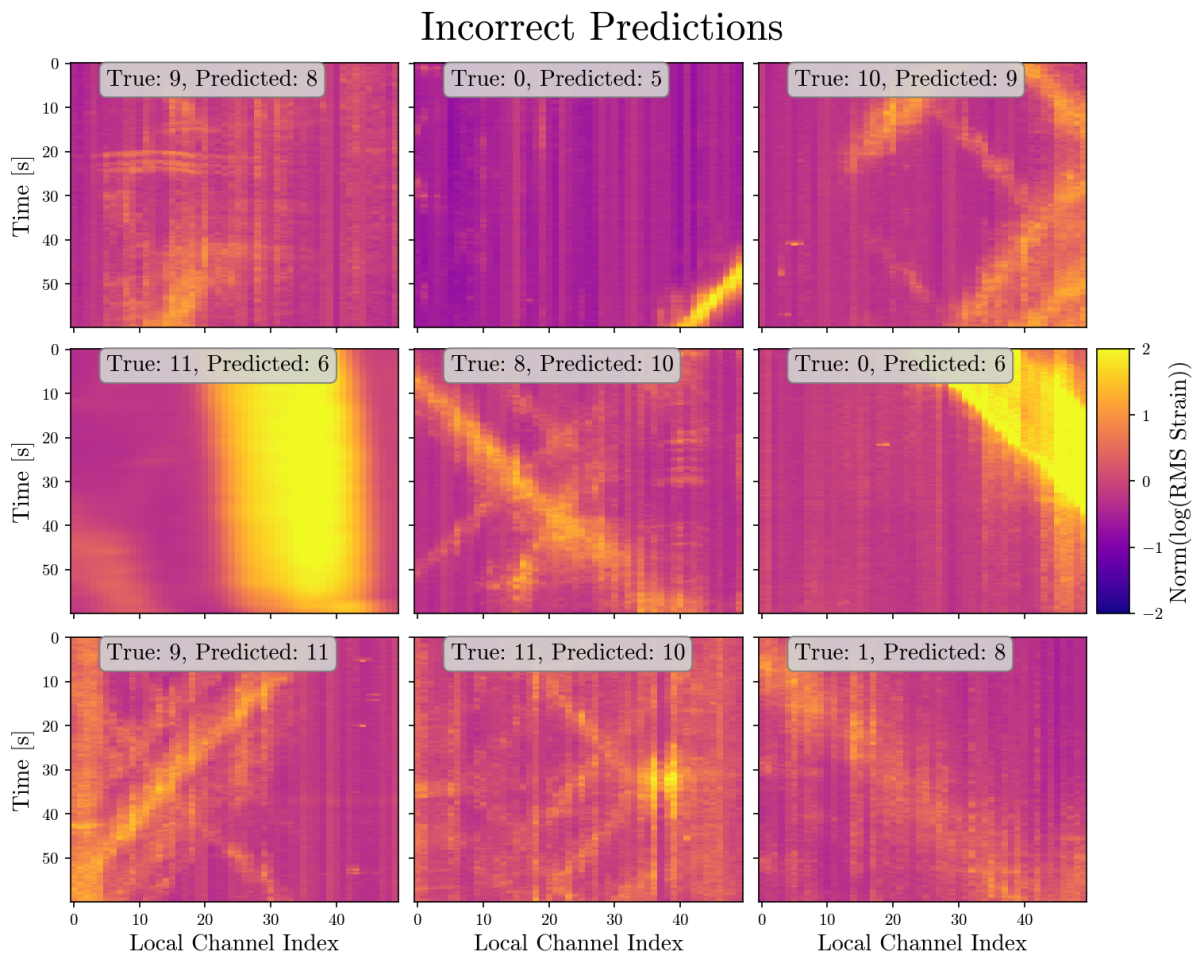 Incorrect Predictions
True: 9, Predicted: 8
True: 0, Predicted: 5
True: 10, Predicted: 9
0
10
20
30
40
50
Time [s]
True: 11, Predicted: 6
True: 8, Predicted: 10
True: 0, Predicted: 6
0
10
20
30
40
50
Time [s]
2
1
0
−1
−2
Norm(log(RMS Strain))
True: 9, Predicted: 11
True: 11, Predicted: 10
True: 1, Predicted: 8
0
10
20
30
40
50
Time [s]
0 10 20 30 40
0 10 20 30 40
0 10 20 30 40
Local Channel Index
Local Channel Index
Local Channel Index